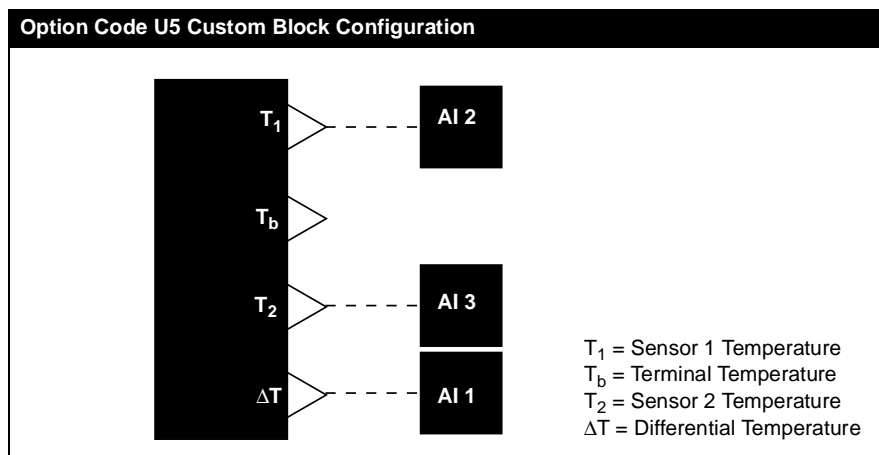 Option Code U5 Custom Block Configuration
T1
AI 2
Tb
T2
AI 3
ΔT
AI 1
T1 = Sensor 1 Temperature
Tb = Terminal Temperature
T2 = Sensor 2 Temperature
ΔT = Differential Temperature